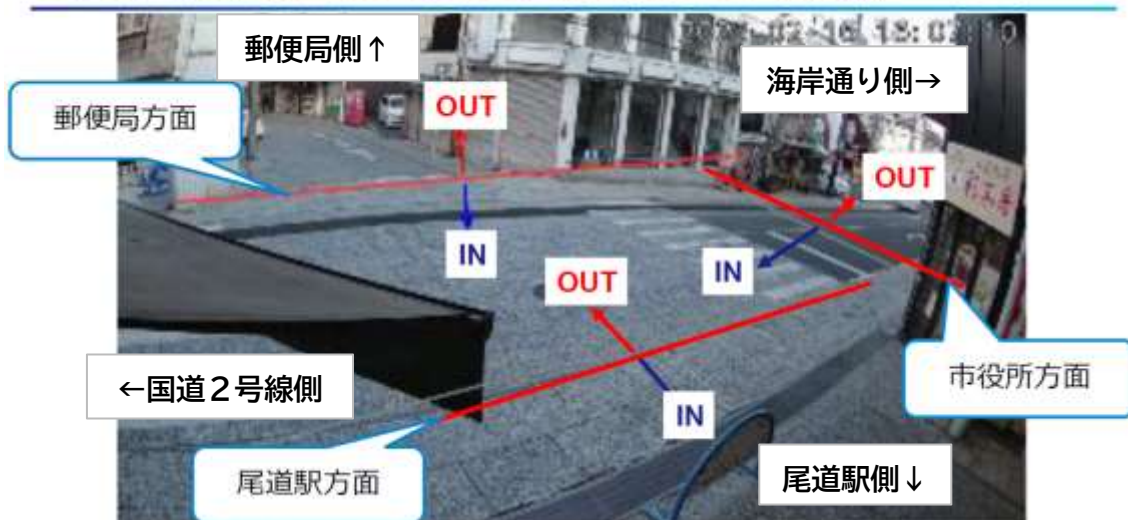 郵便局側↑
海岸通り側→
郵便局方面
OUT
IN
OUT
IN
OUT
IN
←国道２号線側
市役所方面
尾道駅方面
尾道駅側↓